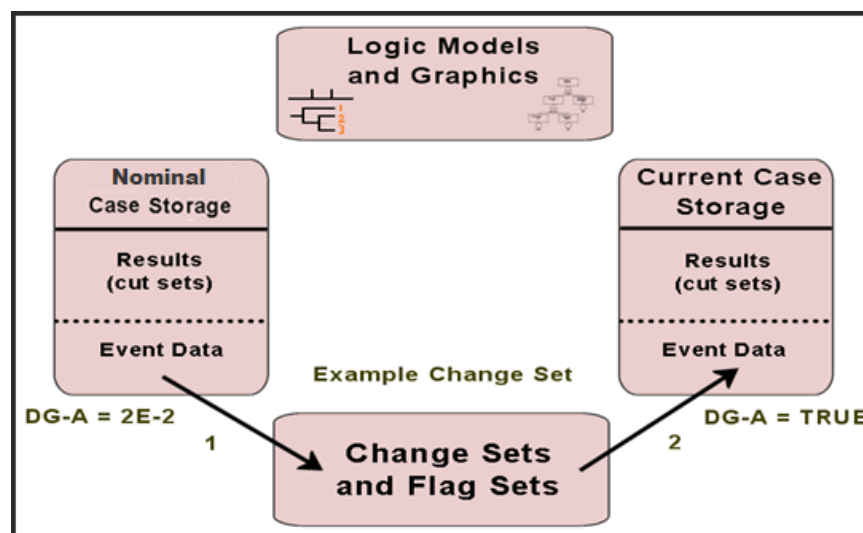 Logic Models
and Graphics
1
2
3
Nominal
Case Storage
Results
(cut sets)
Event Data
Current Case
Storage
Results
(cut sets)
Event Data
Example Change Set
DG-A = 2E-2
DG-A = TRUE
1
2
Change Sets
and Flag Sets